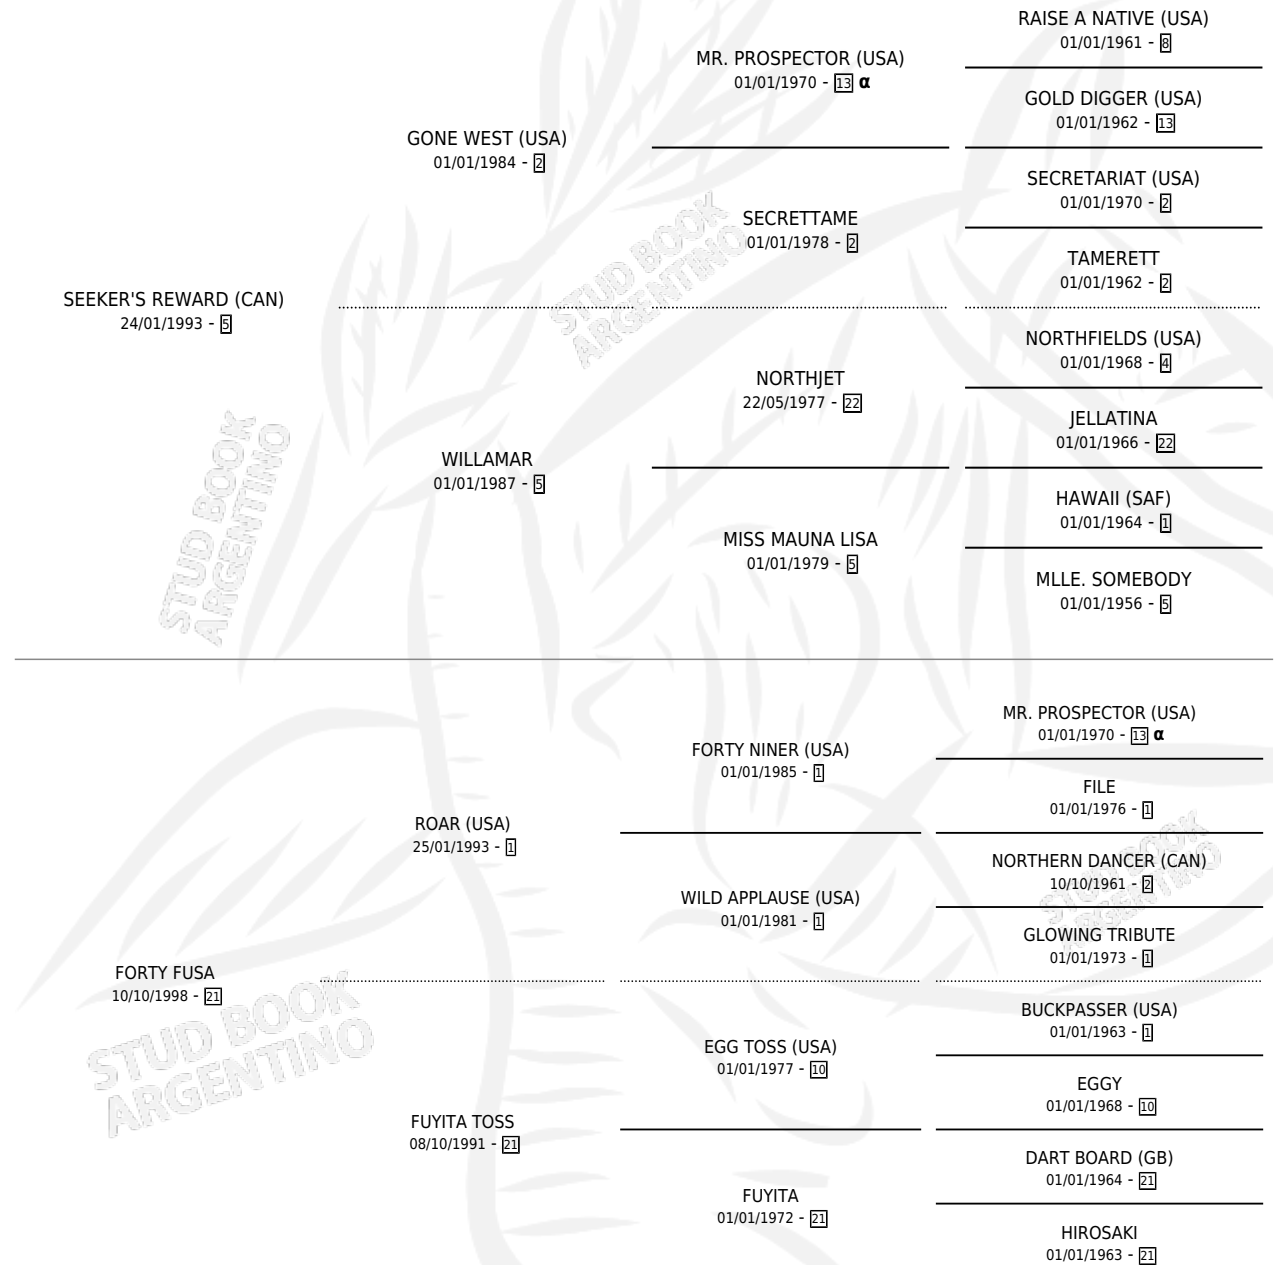 RAISE A NATIVE (USA)
01/01/1961 - 8
MR. PROSPECTOR (USA)
01/01/1970 - 13 α
GOLD DIGGER (USA)
01/01/1962 - 13
GONE WEST (USA)
01/01/1984 - 2
SECRETARIAT (USA)
01/01/1970 - 2
SECRETTAME
01/01/1978 - 2
TAMERETT
01/01/1962 - 2
SEEKER'S REWARD (CAN)
24/01/1993 - 5
NORTHFIELDS (USA)
01/01/1968 - 4
NORTHJET
22/05/1977 - 22
JELLATINA
01/01/1966 - 22
WILLAMAR
01/01/1987 - 5
HAWAII (SAF)
01/01/1964 - 1
MISS MAUNA LISA
01/01/1979 - 5
MLLE. SOMEBODY
01/01/1956 - 5
MR. PROSPECTOR (USA)
01/01/1970 - 13 α
FORTY NINER (USA)
01/01/1985 - 1
FILE
01/01/1976 - 1
ROAR (USA)
25/01/1993 - 1
NORTHERN DANCER (CAN)
10/10/1961 - 2
WILD APPLAUSE (USA)
01/01/1981 - 1
GLOWING TRIBUTE
01/01/1973 - 1
FORTY FUSA
10/10/1998 - 21
BUCKPASSER (USA)
01/01/1963 - 1
EGG TOSS (USA)
01/01/1977 - 10
EGGY
01/01/1968 - 10
FUYITA TOSS
08/10/1991 - 21
DART BOARD (GB)
01/01/1964 - 21
FUYITA
01/01/1972 - 21
HIROSAKI
01/01/1963 - 21
STUD BOOK
ARGENTINO
STUD BOOK
ARGENTINO
STUD BOOK
ARGENTINO
STUD BOOK
ARGENTINO